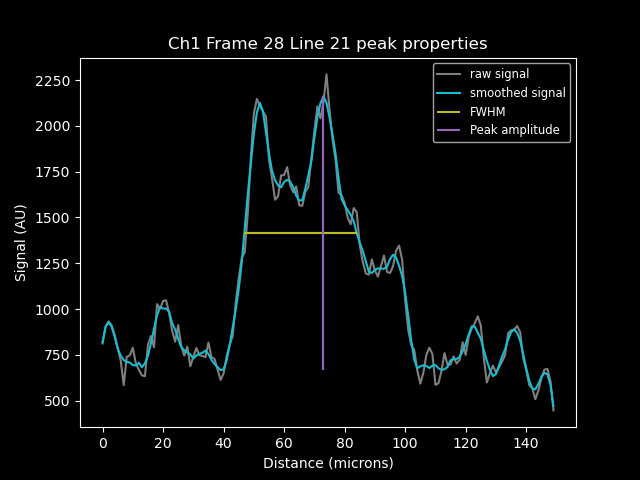 Ch1 Frame 28 Line 21 peak properties
raw signal
smoothed signal
FWHM
Peak amplitude
Signal (AU)
2250
2000
1750
1500
1250
1000
750
500
0 20 40 60 80 100 120 140
Distance (microns)